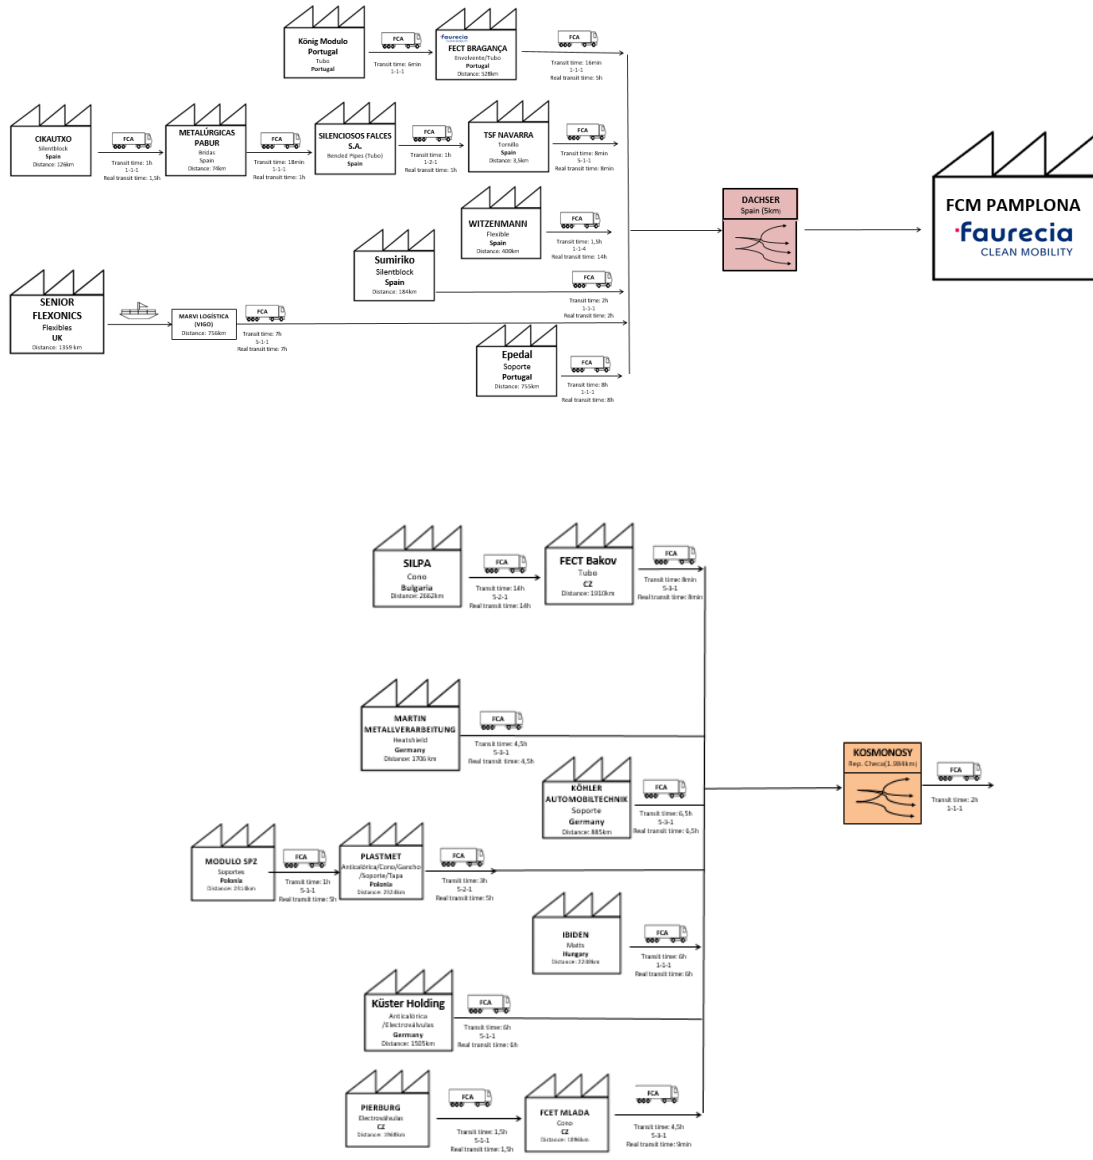 König Modulo
Portugal
Tubo
Portugal
FCA
Transit time: 6min
1-1-1
faurecia
CLEAN MOBILITY
FECT BRAGANÇA
Envolvente/Tubo
Portugal
Distance: 528km
FCA
Transit time: 16min
1-1-1
Real transit time: 5h
CIKAUTXO
Silentblock
Spain
Distance: 126km
FCA
Transit time: 1h
1-1-1
Real transit time: 1,5h
METALÚRGICAS
PABUR
Bridas
Spain
Distance: 74km
FCA
Transit time: 18min
1-1-1
Real transit time: 1h
SILENCIOSOS FALCES
S.A.
Bended Pipes (Tubo)
Spain
FCA
Transit time: 1h
1-2-1
Real transit time: 1h
TSF NAVARRA
Tornillo
Spain
Distance: 3,5km
FCA
Transit time: 8min
5-1-1
Real transit time: 8min
WITZENMANN
Flexible
Spain
Distance: 400km
FCA
Transit time: 1,5h
1-1-4
Real transit time: 14h
Sumiriko
Silentblock
Spain
Distance: 184km
FCA
Transit time: 2h
1-1-1
Real transit time: 2h
SENIOR
FLEXONICS
Flexibles
UK
Distance: 1359 km
MARVI LOGÍSTICA
(VIGO)
Distance: 756km
FCA
Transit time: 7h
5-1-1
Real transit time: 7h
Epedal
Soporte
Portugal
Distance: 755km
FCA
Transit time: 8h
1-1-1
Real transit time: 8h
DACHSER
Spain (5km)
FCM PAMPLONA
faurecia
CLEAN MOBILITY
SILPA
Cono
Bulgaria
Distance: 2662km
FCA
Transit time: 14h
5-2-1
Real transit time: 14h
FECT Bakov
Tubo
CZ
Distance: 1910km
FCA
Transit time: 8min
5-3-1
Real transit time: 8min
MARTIN
METALLVERARBEITUNG
Heatshield
Germany
Distance: 1706 km
FCA
Transit time: 4,5h
5-3-1
Real transit time: 4,5h
KÖHLER
AUTOMOBILTECHNIK
Soporte
Germany
Distance: 885km
FCA
Transit time: 6,5h
5-3-1
Real transit time: 6,5h
KOSMONOSY
Rep. Checa(1.984km)
FCA
Transit time: 2h
1-1-1
MODULO SPZ
Soportes
Polonia
FCA
Transit time: 1h
5-1-1
Real transit time: 5h
PLASTMET
Anticalórica/Cono/Gancho
/Soporte/Tapa
Polonia
FCA
Transit time: 3h
5-2-1
Real transit time: 5h
IBIDEN
Matts
Hungary
FCA
Transit time: 6h
1-1-1
Real transit time: 6h
Küster Holding
Anticalórica
/Electroválvulas
Germany
Distance: 1505km
FCA
Transit time: 6h
5-1-1
Real transit time: 6h
PIERBURG
Electroválvulas
CZ
FCA
Transit time: 1,5h
5-1-1
Real transit time: 1,5h
FCET MLADA
Cono
CZ
FCA
Transit time: 4,5h
5-3-1
Real transit time: 9min